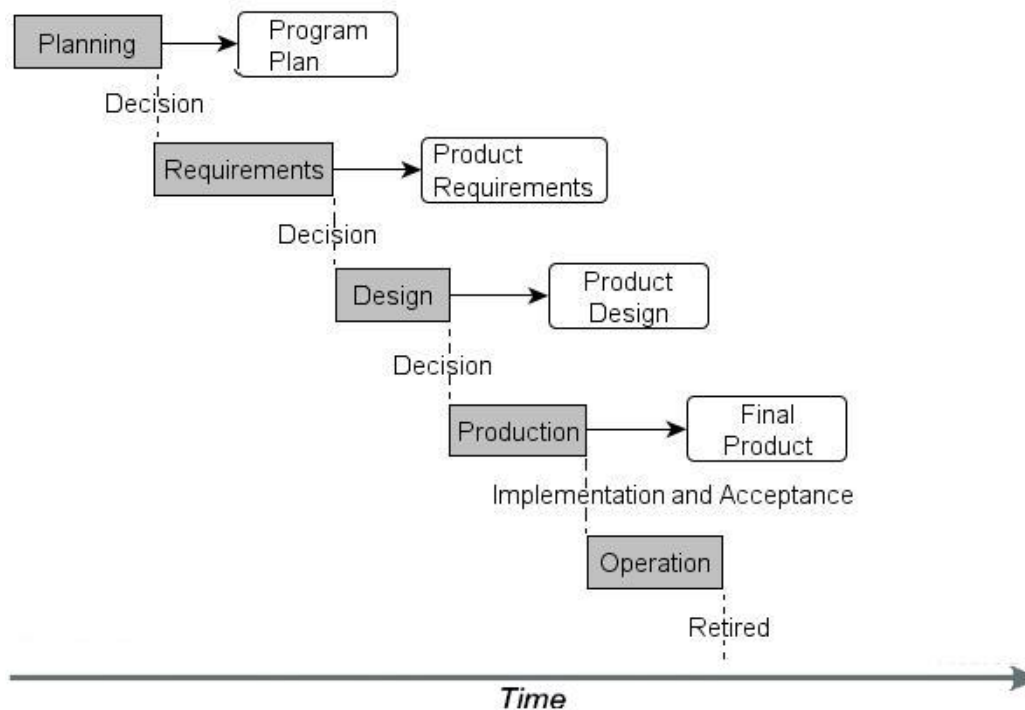 Planning
Program
Plan
Decision
Requirements
Product
Requirements
Decision
Design
Product
Design
Decision
Production
Final
Product
Implementation and Acceptance
Operation
Retired
Time